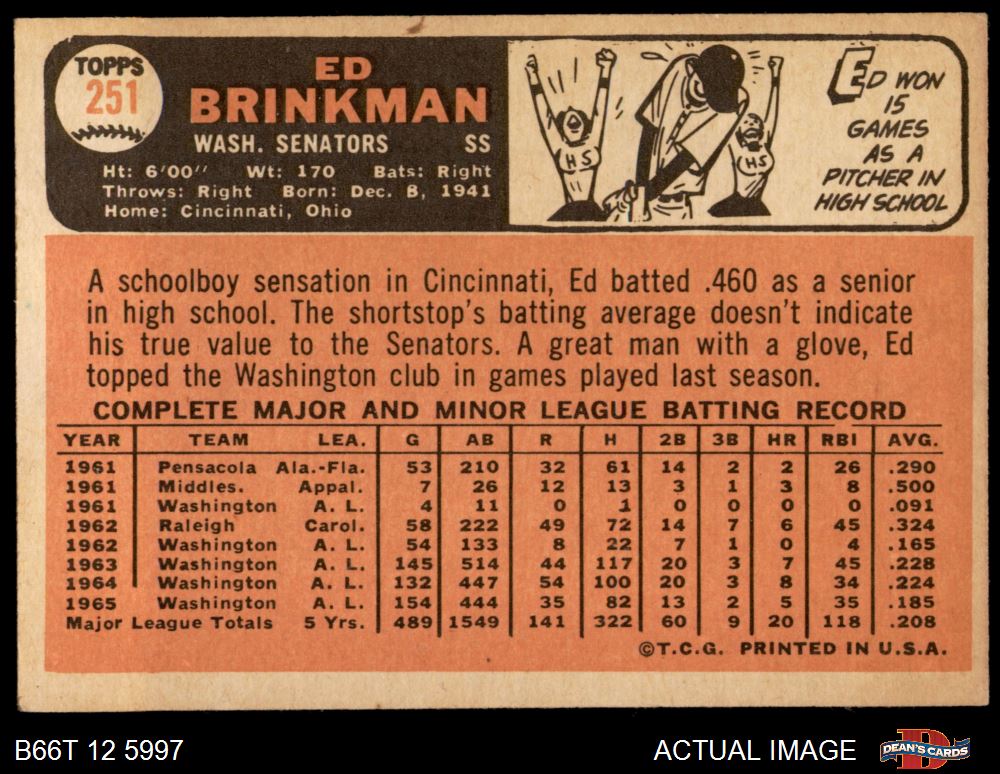 TOPPS
251
ED
BRINKMAN
WASH. SENATORS SS
Ht: 6'00" Wt: 170 Bats: Right
Throws: Right Born: Dec. 8, 1941
Home: Cincinnati, Ohio
HS
HS
ED WON
15
GAMES
AS A
PITCHER IN
HIGH SCHOOL
A schoolboy sensation in Cincinnati, Ed batted .460 as a senior
in high school. The shortstop's batting average doesn't indicate
his true value to the Senators. A great man with a glove, Ed
topped the Washington club in games played last season.
COMPLETE MAJOR AND MINOR LEAGUE BATTING RECORD
YEAR TEAM LEA. G AB R H 2B 3B HR RBI AVG.
1961 Pensacola Ala.-Fla. 53 210 32 61 14 2 2 26 .290
1961 Middles. Appal. 7 26 12 13 3 1 3 8 .500
1961 Washington A. L. 4 11 0 1 0 0 0 0 .091
1962 Raleigh Carol. 58 222 49 72 14 7 6 45 .324
1962 Washington A. L. 54 133 8 22 7 1 0 4 .165
1963 Washington A. L. 145 514 44 117 20 3 7 45 .228
1964 Washington A. L. 132 447 54 100 20 3 8 34 .224
1965 Washington A. L. 154 444 35 82 13 2 5 35 .185
Major League Totals 5 Yrs. 489 1549 141 322 60 9 20 118 .208
©T.C.G. PRINTED IN U.S.A.
B66T 12 5997 ACTUAL IMAGE DEAN'S CARDS